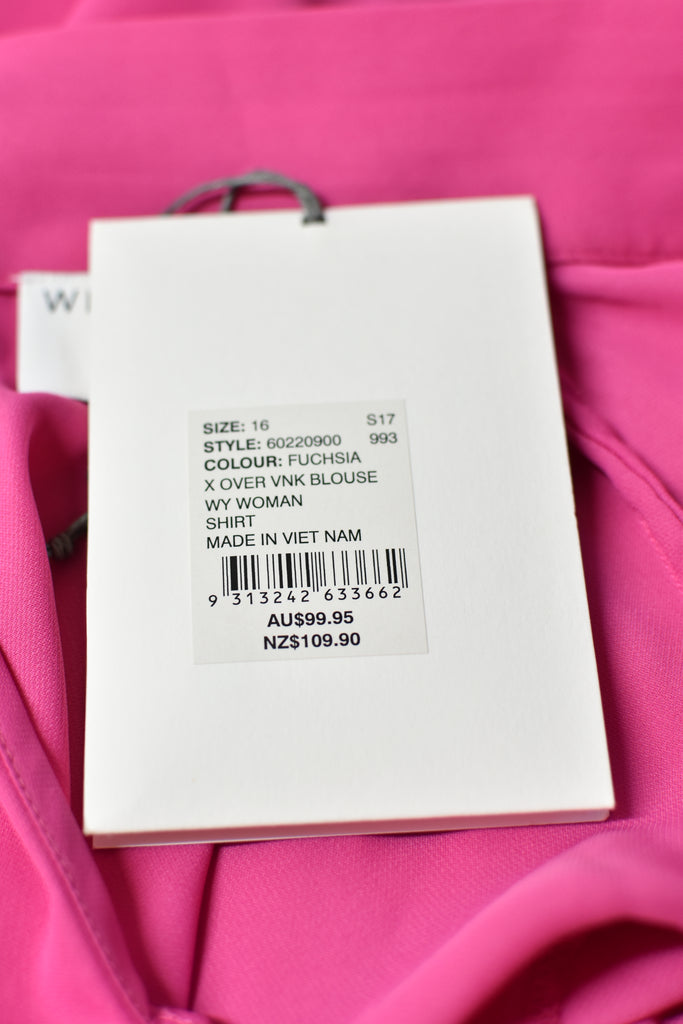 WI
SIZE: 16 S17
STYLE: 60220900 993
COLOUR: FUCHSIA
X OVER VNK BLOUSE
WY WOMAN
SHIRT
MADE IN VIET NAM
9 313242 633662
AU$99.95
NZ$109.90